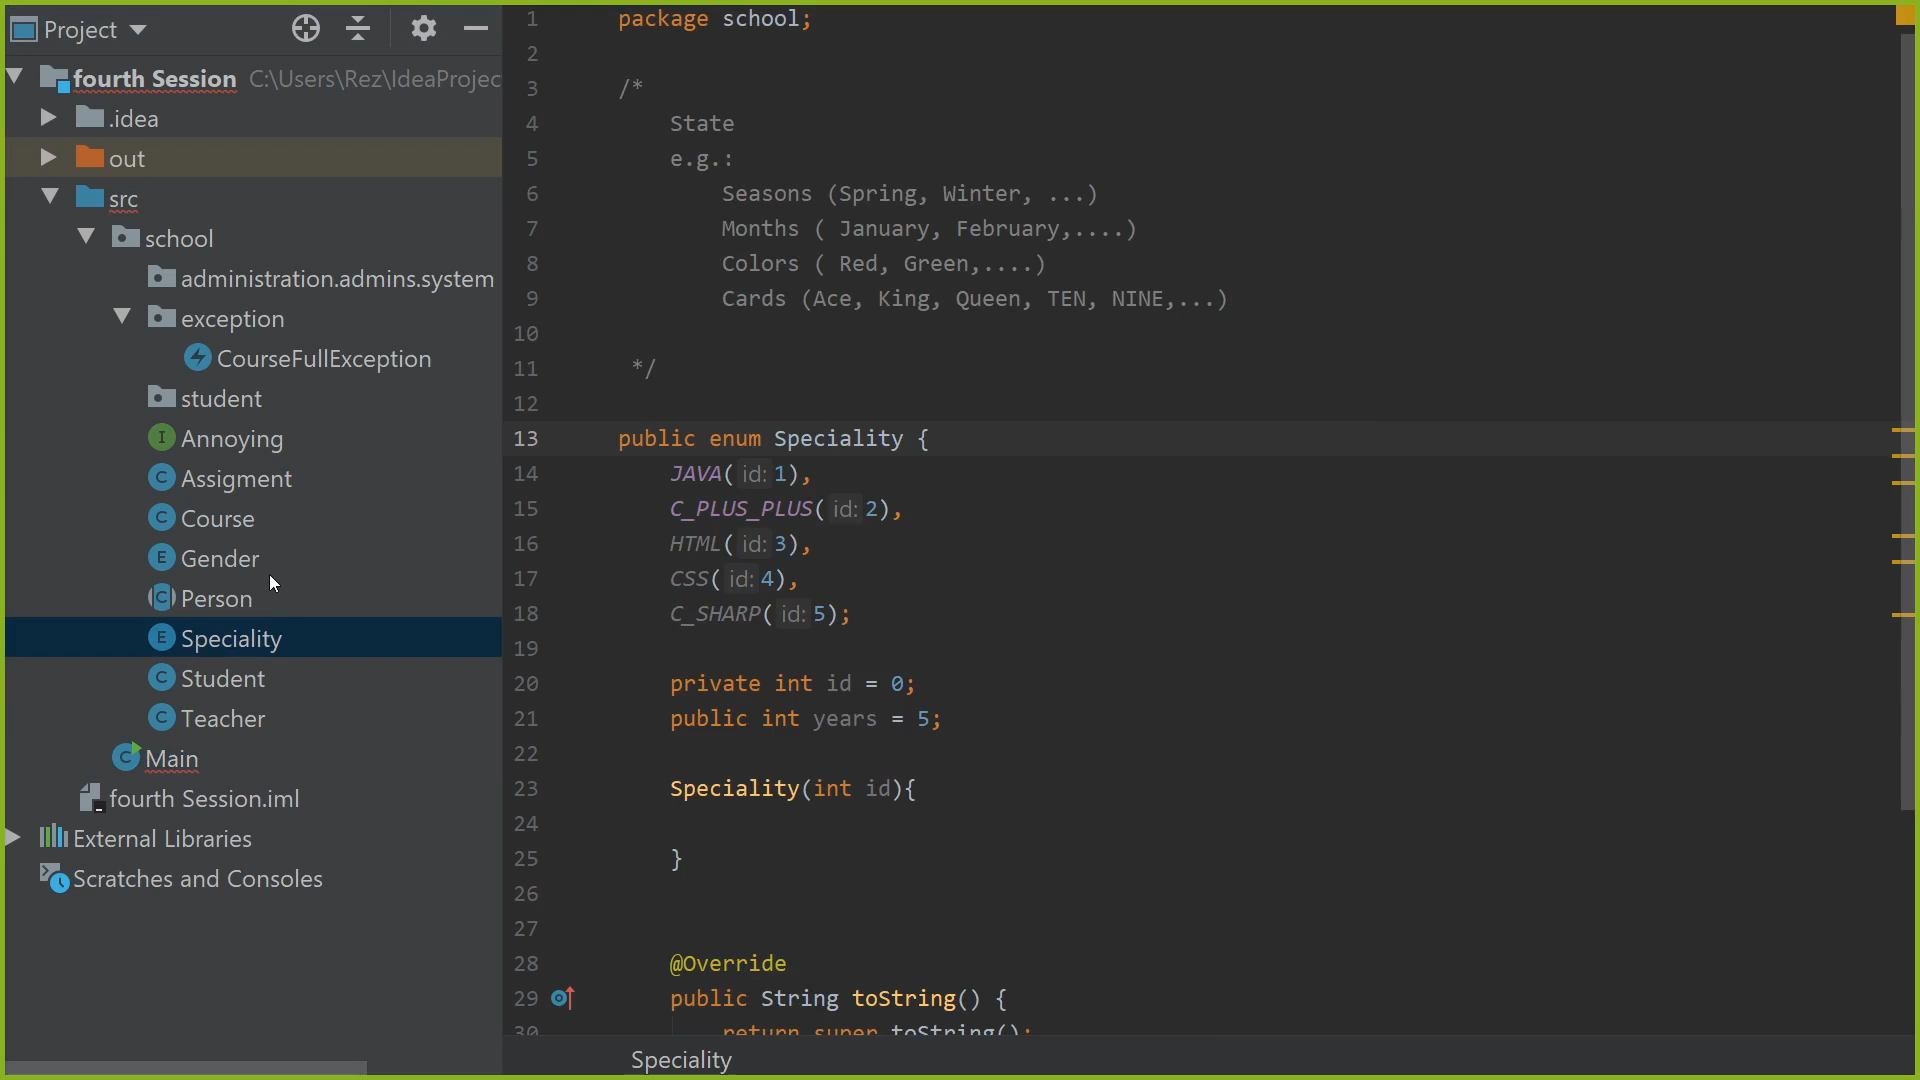 Project
fourth Session C:\Users\Rez\IdeaProjec
.idea
out
src
school
administration.admins.system
exception
CourseFullException
student
Annoying
Assigment
Course
Gender
Person
Speciality
Student
Teacher
Main
fourth Session.iml
External Libraries
Scratches and Consoles
1 package school;
2
3 /*
4 State
5 e.g.:
6 Seasons (Spring, Winter, ...)
7 Months ( January, February,....)
8 Colors ( Red, Green,....)
9 Cards (Ace, King, Queen, TEN, NINE,...)
10
11 */
12
13 public enum Speciality {
14 JAVA( id: 1),
15 C_PLUS_PLUS( id: 2),
16 HTML( id: 3),
17 CSS( id: 4),
18 C_SHARP( id: 5);
19
20 private int id = 0;
21 public int years = 5;
22
23 Speciality(int id){
24
25 }
26
27
28 @Override
29 public String toString() {
30 return super.toString();
Speciality